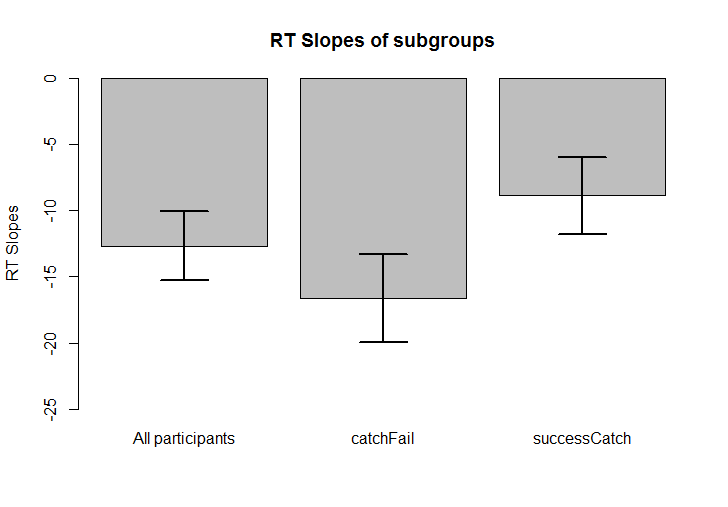 RT Slopes of subgroups
RT Slopes
0
-5
-10
-15
-20
-25
All participants
catchFail
successCatch